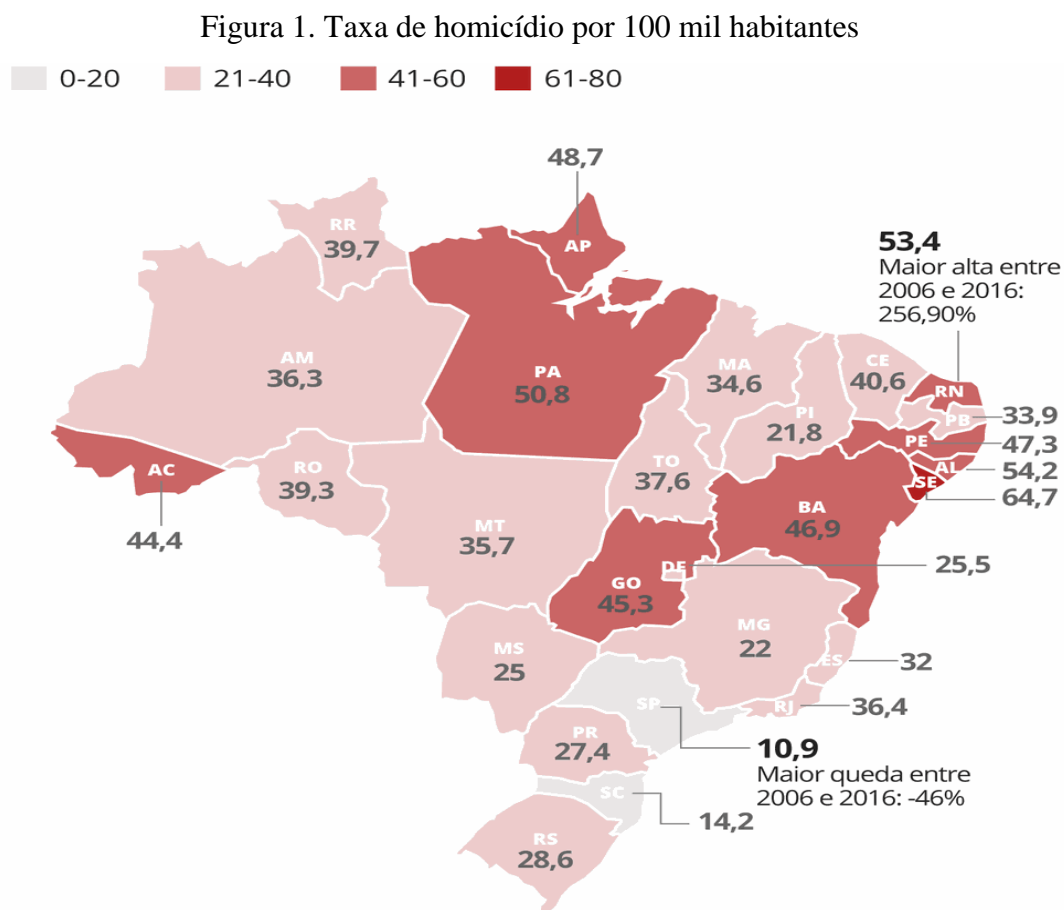 Figura 1. Taxa de homicídio por 100 mil habitantes
0-20 21-40 41-60 61-80
48,7
RR
39,7
AP
53,4
Maior alta entre
2006 e 2016:
256,90%
AM
36,3
PA
50,8
MA
34,6
CE
40,6
RN
PI
21,8
PB
33,9
PE
47,3
AC
RO
39,3
TO
37,6
AL
54,2
SE
64,7
44,4
MT
35,7
BA
46,9
DF
25,5
GO
45,3
MG
22
MS
25
ES
32
SP
RJ
36,4
PR
27,4
10,9
Maior queda entre
2006 e 2016: -46%
SC
14,2
RS
28,6